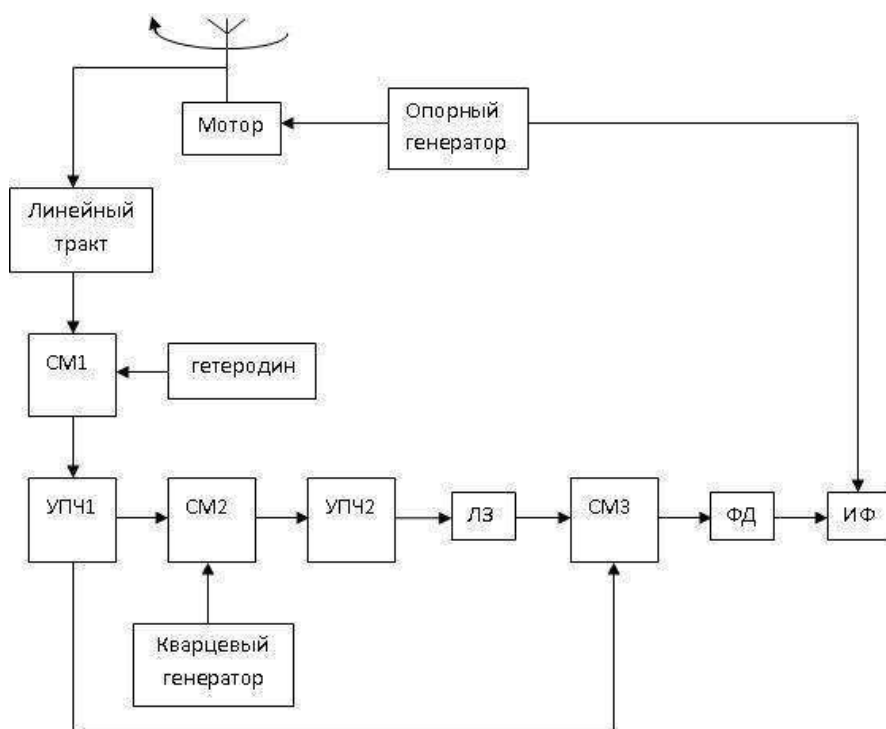 Мотор
Опорный
генератор
Линейный
тракт
СМ1
гетеродин
УПЧ1
СМ2
УПЧ2
ЛЗ
СМ3
ФД
ИФ
Кварцевый
генератор